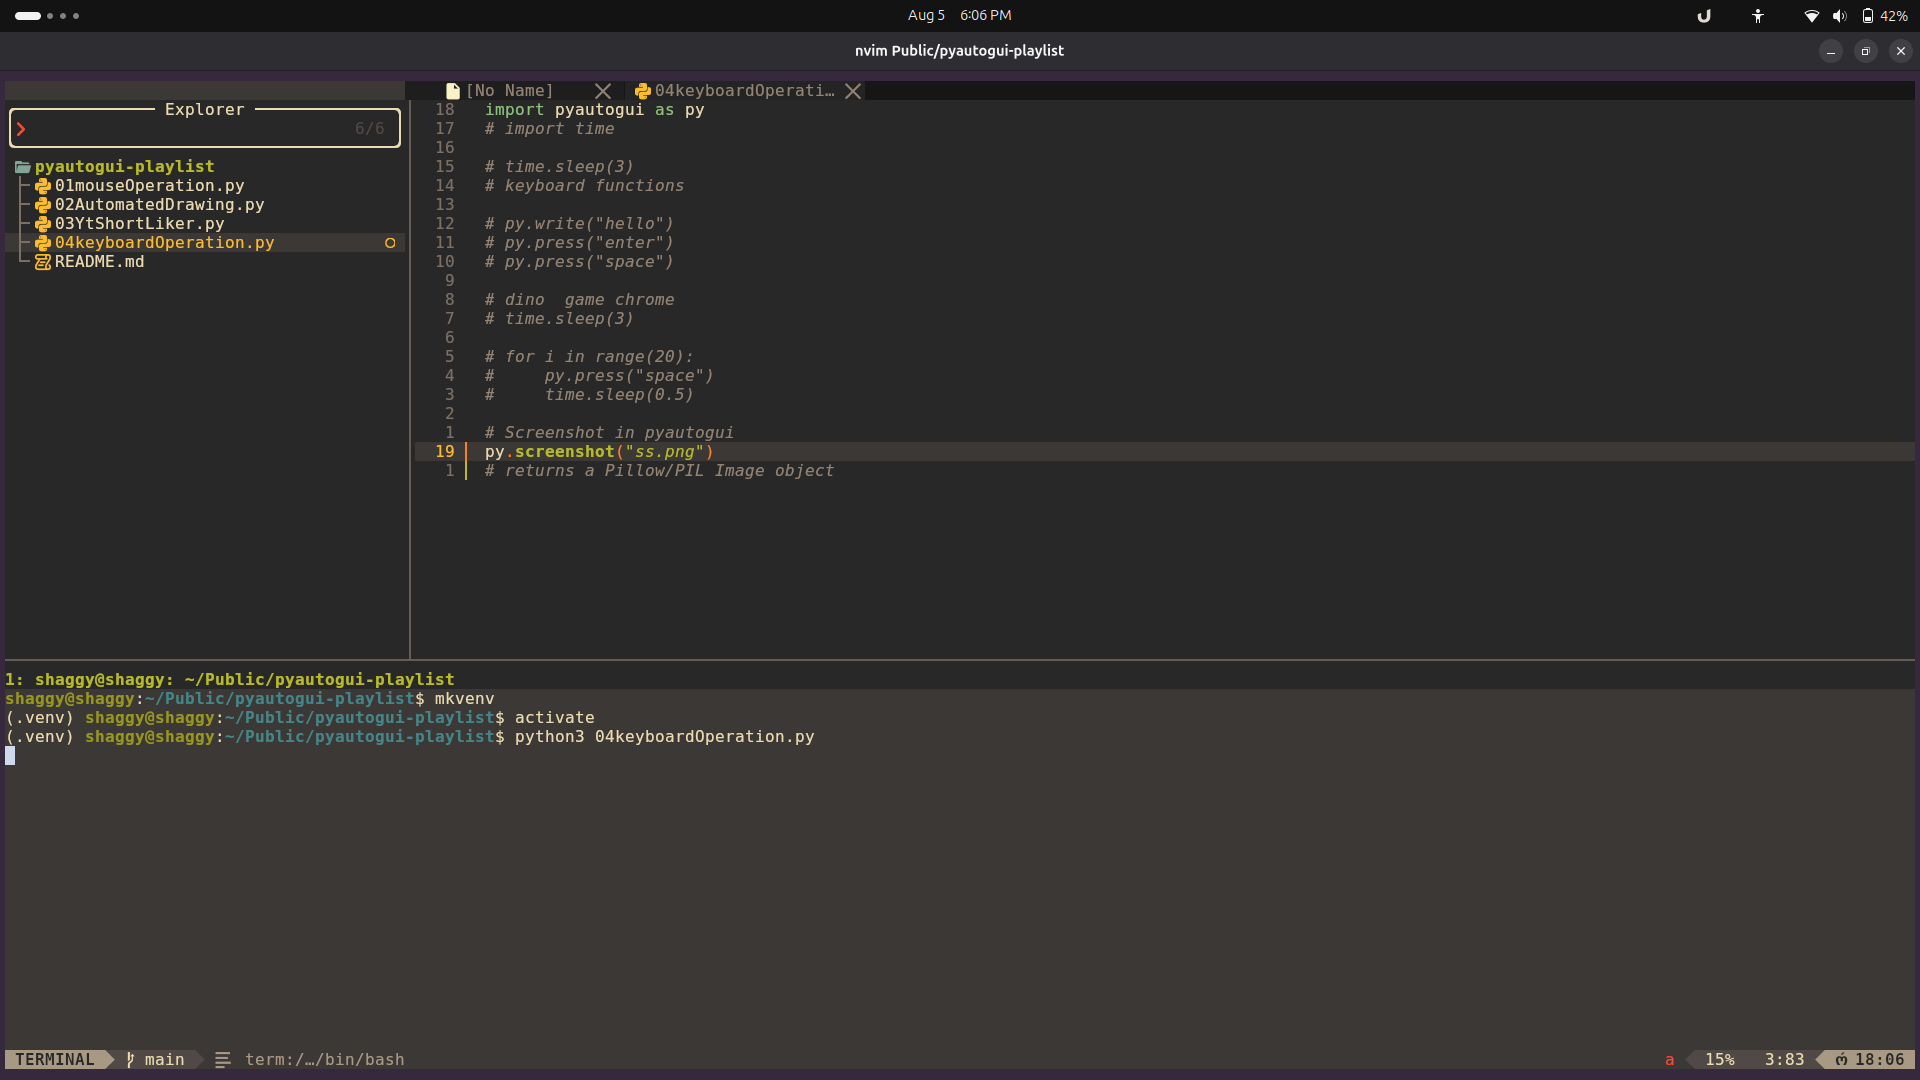 Aug 5 6:06 PM
42%
nvim Public/pyautogui-playlist
[No Name]
04keyboardOperati…
Explorer
6/6
pyautogui-playlist
01mouseOperation.py
02AutomatedDrawing.py
03YtShortLiker.py
04keyboardOperation.py
README.md
18 import pyautogui as py
17 # import time
16
15 # time.sleep(3)
14 # keyboard functions
13
12 # py.write("hello")
11 # py.press("enter")
10 # py.press("space")
9
8 # dino  game chrome
7 # time.sleep(3)
6
5 # for i in range(20):
4 #     py.press("space")
3 #     time.sleep(0.5)
2
1 # Screenshot in pyautogui
19 py.screenshot("ss.png")
1 # returns a Pillow/PIL Image object
1: shaggy@shaggy: ~/Public/pyautogui-playlist
shaggy@shaggy:~/Public/pyautogui-playlist$ mkvenv
(.venv) shaggy@shaggy:~/Public/pyautogui-playlist$ activate
(.venv) shaggy@shaggy:~/Public/pyautogui-playlist$ python3 04keyboardOperation.py
TERMINAL main term:/…/bin/bash a 15% 3:83 18:06